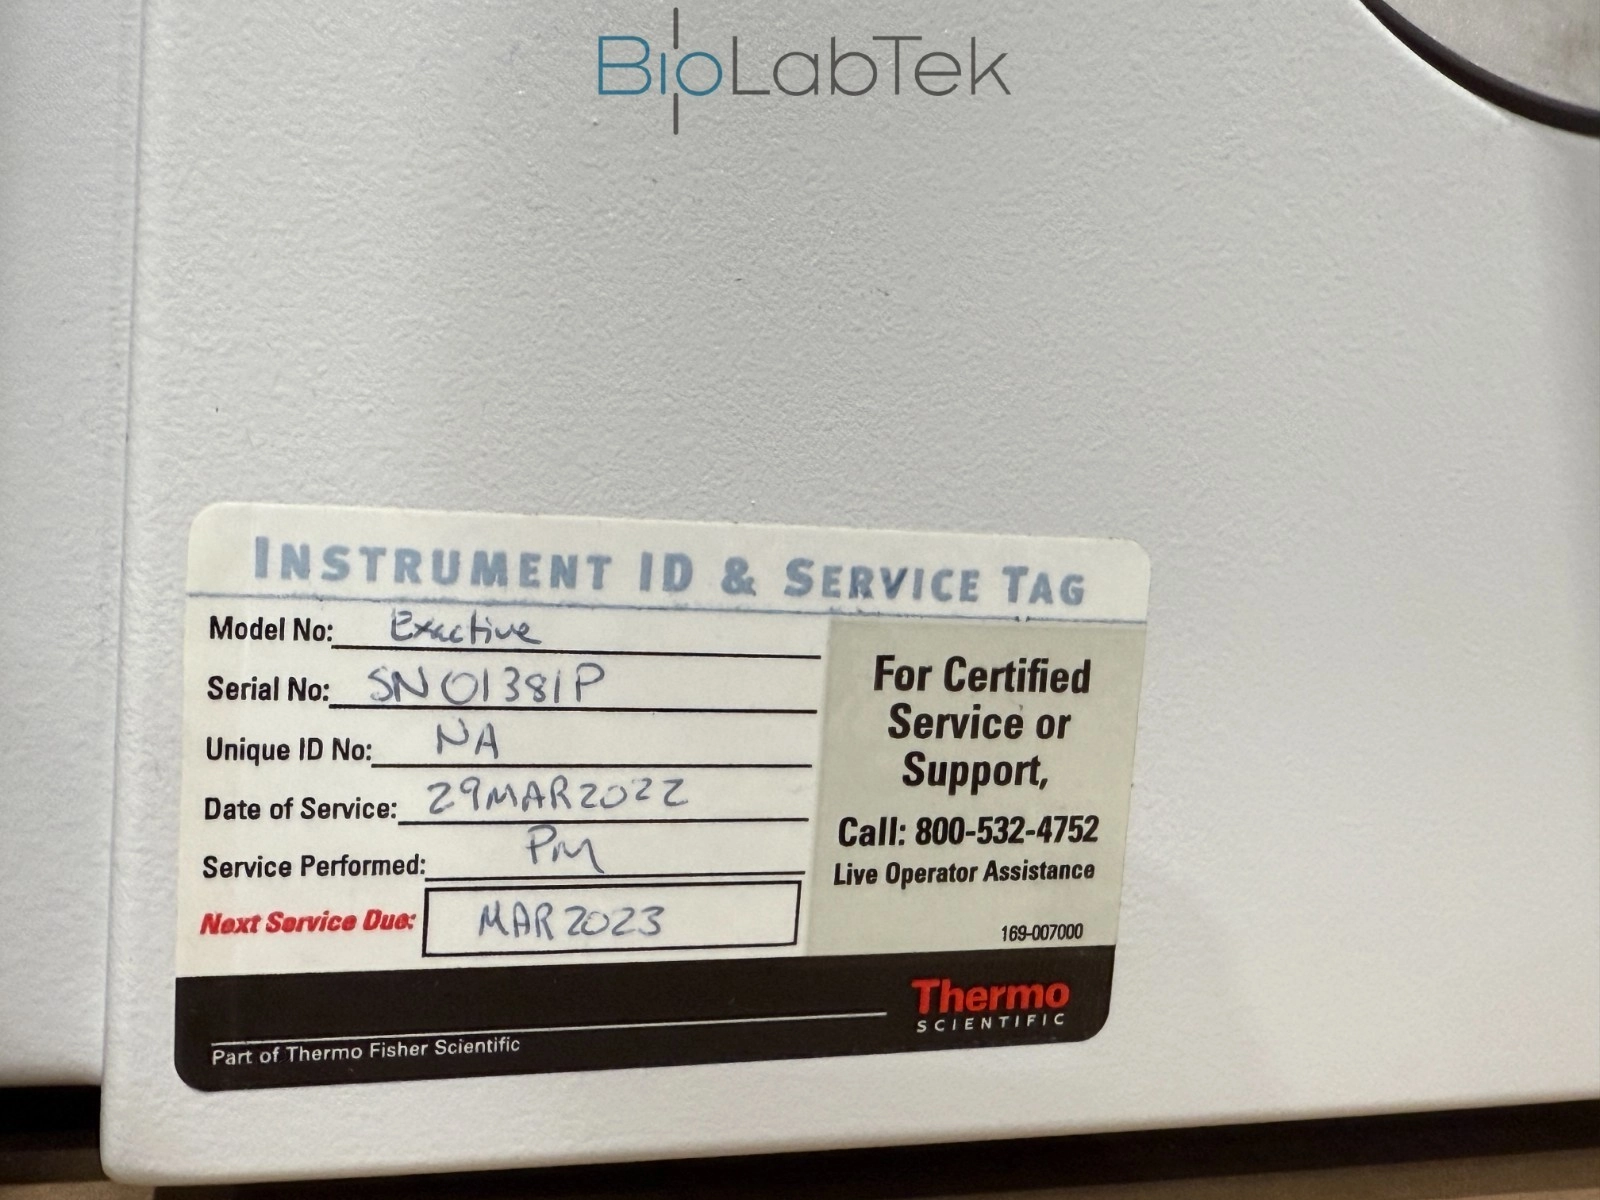 BioLabTek
INSTRUMENT ID & SERVICE TAG
Model No: Exactive
Serial No: SN01381P
Unique ID No: NA
Date of Service: 29MAR2022
Service Performed: PM
Next Service Due: MAR 2023
For Certified
Service or
Support,
Call: 800-532-4752
Live Operator Assistance
169-007000
Thermo
SCIENTIFIC
Part of Thermo Fisher Scientific